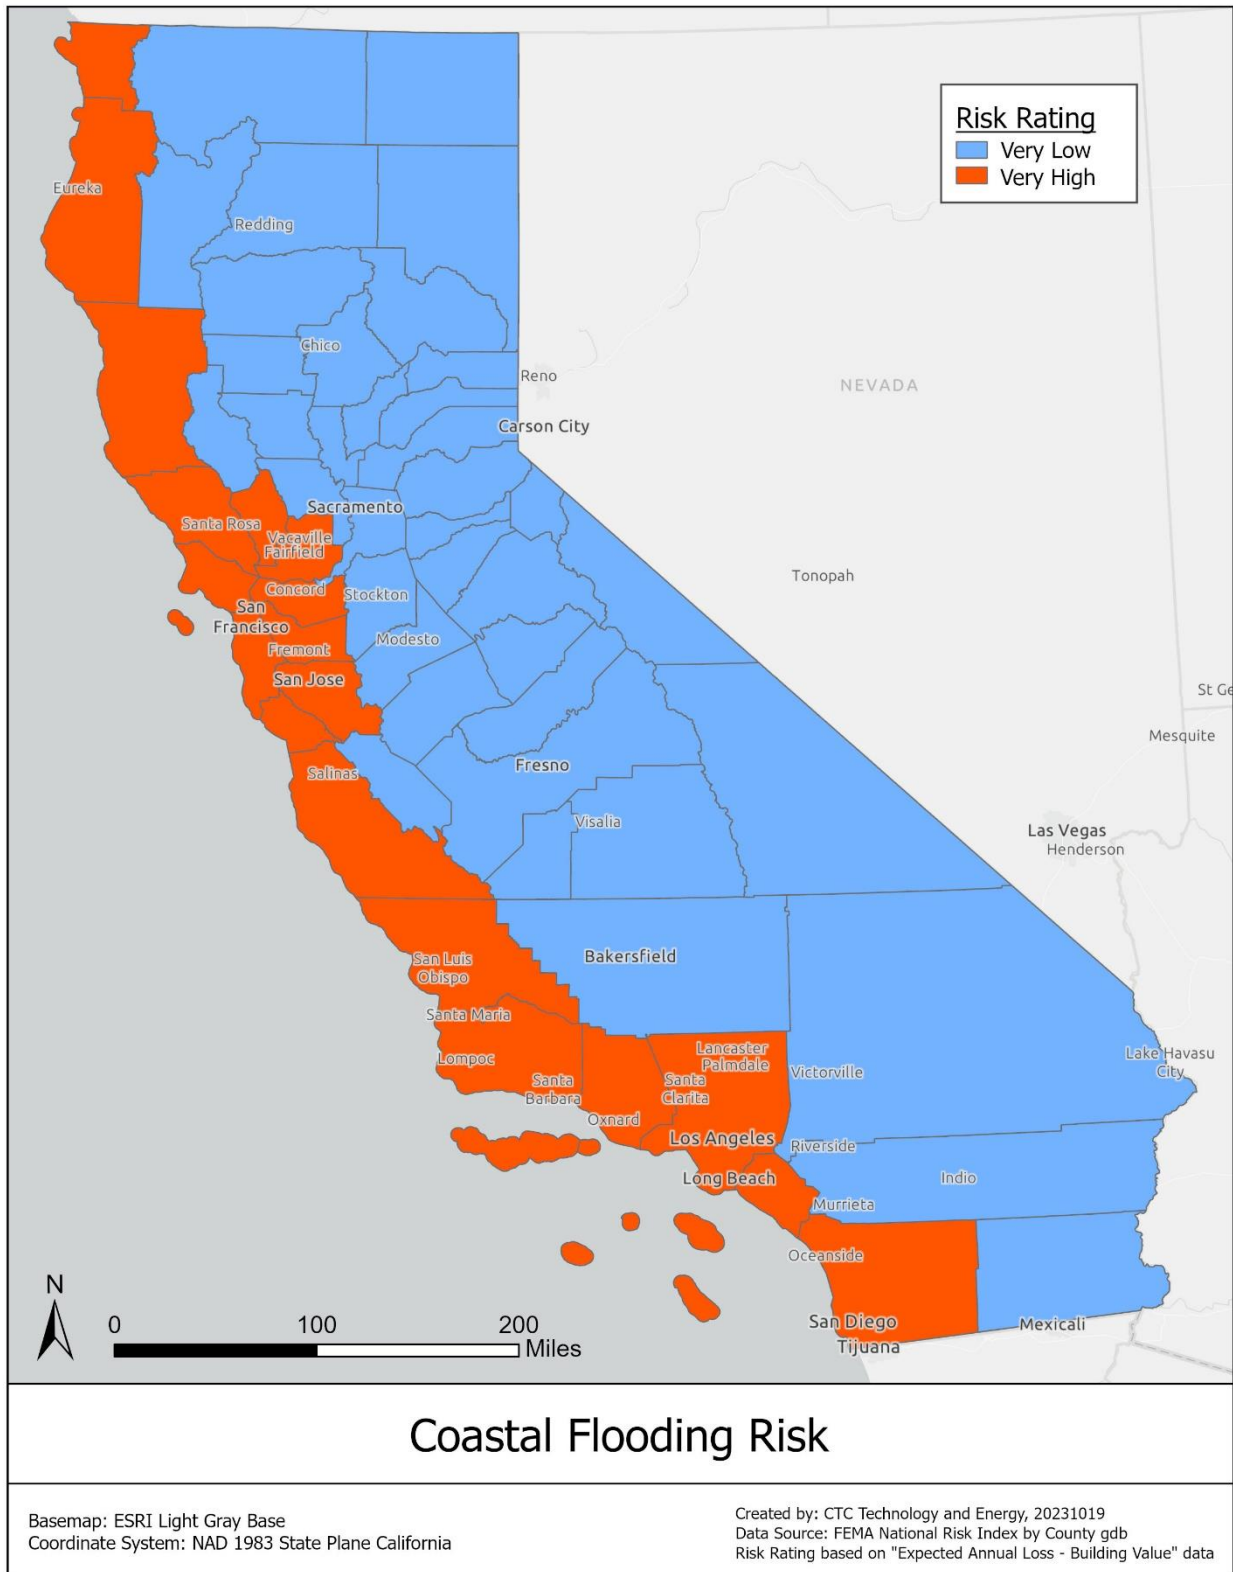 Risk Rating
Very Low
Very High
Eureka
Redding
Chico
Reno
NEVADA
Carson City
Sacramento
Santa Rosa
Vacaville
Fairfield
Tonopah
Concord
Stockton
San
Francisco
Modesto
Fremont
San Jose
St Ge
Mesquite
Salinas
Fresno
Visalia
Las Vegas
Henderson
Bakersfield
San Luis
Obispo
Santa Maria
Lompoc
Lancaster
Palmdale
Victorville
Lake Havasu
City
Santa
Barbara
Santa
Clarita
Oxnard
Los Angeles
Riverside
Long Beach
Indio
Murrieta
Oceanside
San Diego
Tijuana
Mexicali
N
0 100 200
Miles
Coastal Flooding Risk
Basemap: ESRI Light Gray Base
Coordinate System: NAD 1983 State Plane California
Created by: CTC Technology and Energy, 20231019
Data Source: FEMA National Risk Index by County gdb
Risk Rating based on "Expected Annual Loss - Building Value" data